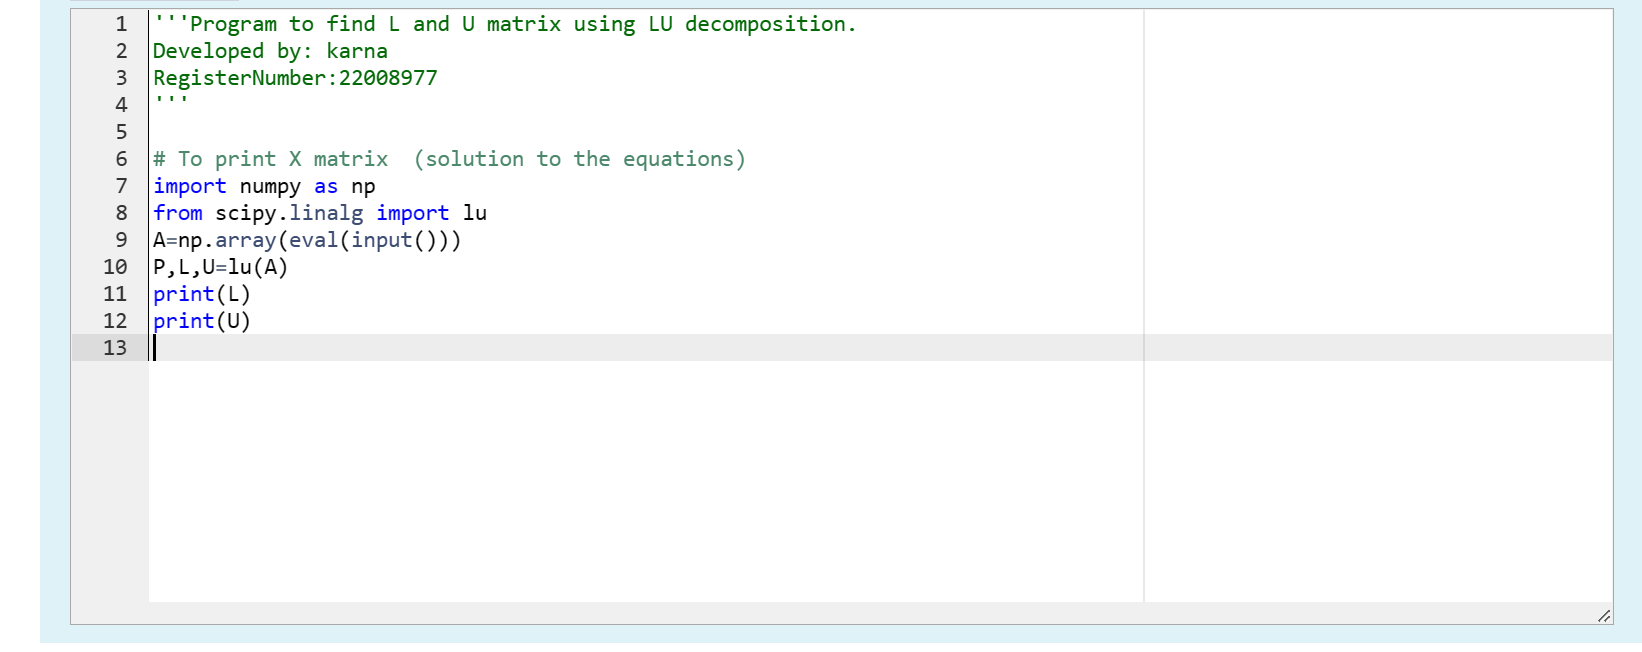 1 '''Program to find L and U matrix using LU decomposition.
2 Developed by: karna
3 RegisterNumber:22008977
4 '''
5
6 # To print X matrix  (solution to the equations)
7 import numpy as np
8 from scipy.linalg import lu
9 A=np.array(eval(input()))
10 P,L,U=lu(A)
11 print(L)
12 print(U)
13